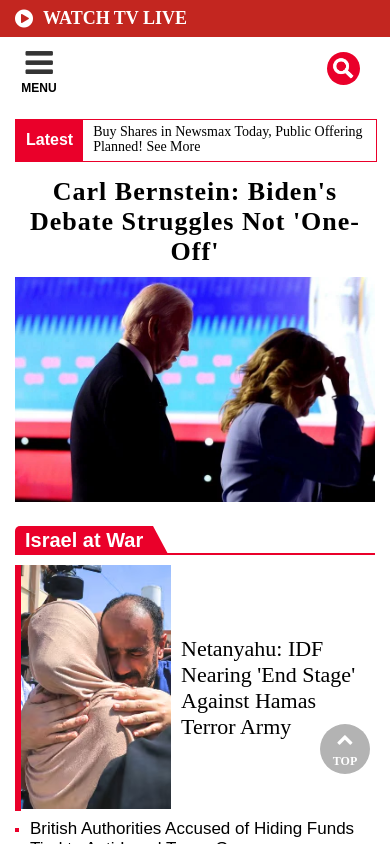 WATCH TV LIVE
MENU
Latest
Buy Shares in Newsmax Today, Public Offering
Planned! See More
Carl Bernstein: Biden's
Debate Struggles Not 'One-
Off'
Israel at War
Netanyahu: IDF
Nearing 'End Stage'
Against Hamas
Terror Army
TOP
British Authorities Accused of Hiding Funds